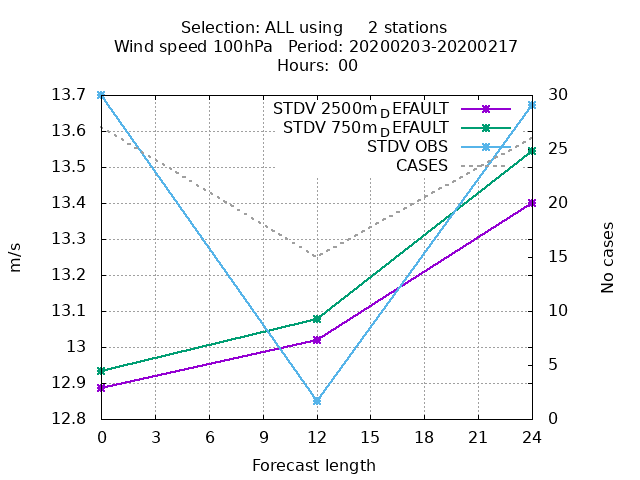 Selection: ALL using     2 stations
Wind speed 100hPa   Period: 20200203-20200217
Hours:  00
13.7
13.6
13.5
13.4
13.3
13.2
13.1
13
12.9
12.8
30
25
20
15
10
5
0
STDV 2500m_DEFAULT
STDV 750m_DEFAULT
STDV OBS
CASES
m/s
No cases
0 3 6 9 12 15 18 21 24
Forecast length